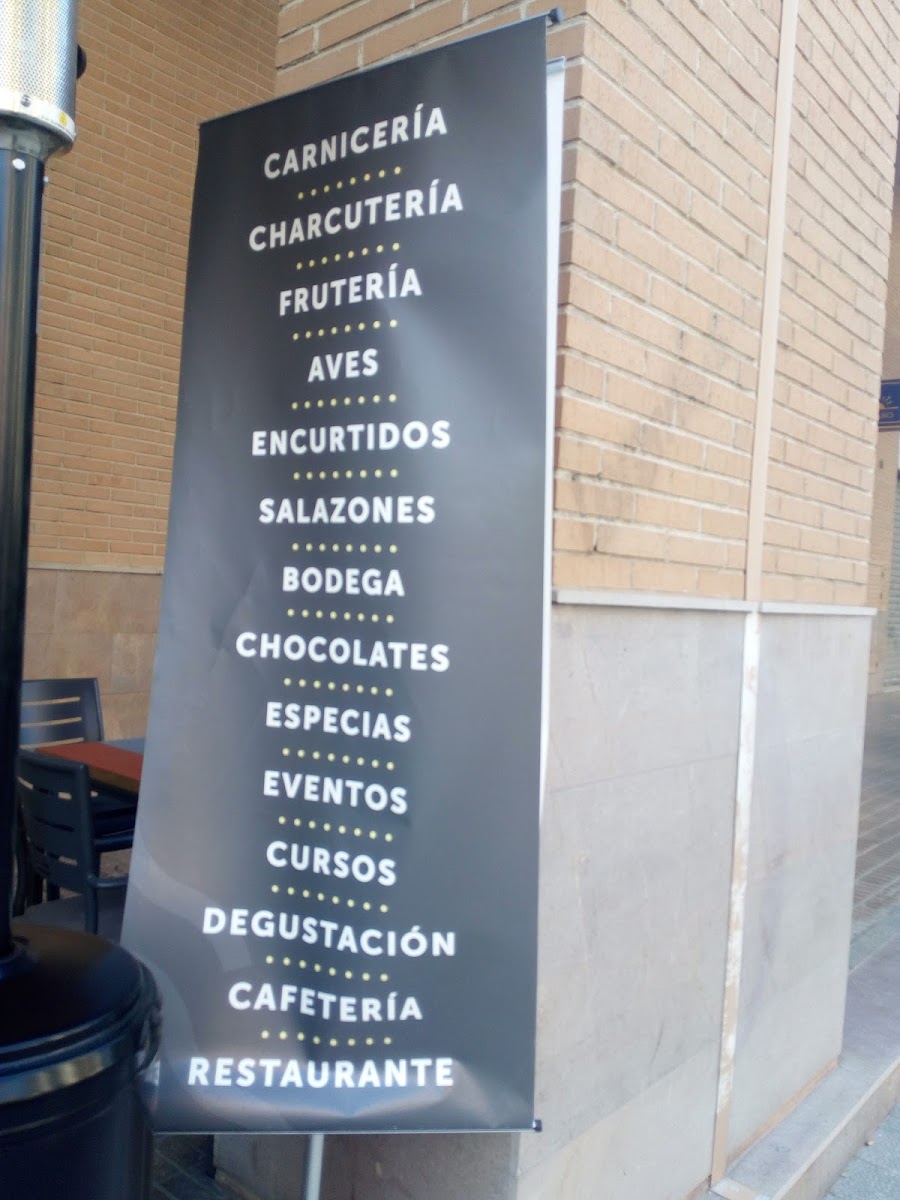 CARNICERÍA
CHARCUTERÍA
FRUTERÍA
AVES
ENCURTIDOS
SALAZONES
BODEGA
CHOCOLATES
ESPECIAS
EVENTOS
CURSOS
DEGUSTACIÓN
CAFETERÍA
RESTAURANTE